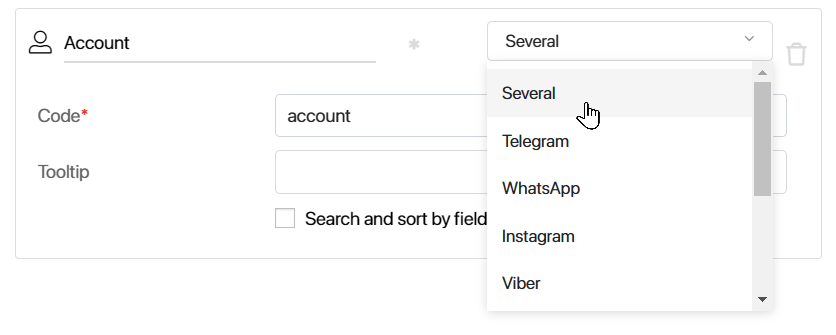 Account * Several
Several
Code* account
Telegram
Tooltip
WhatsApp
Search and sort by field
Instagram
Viber